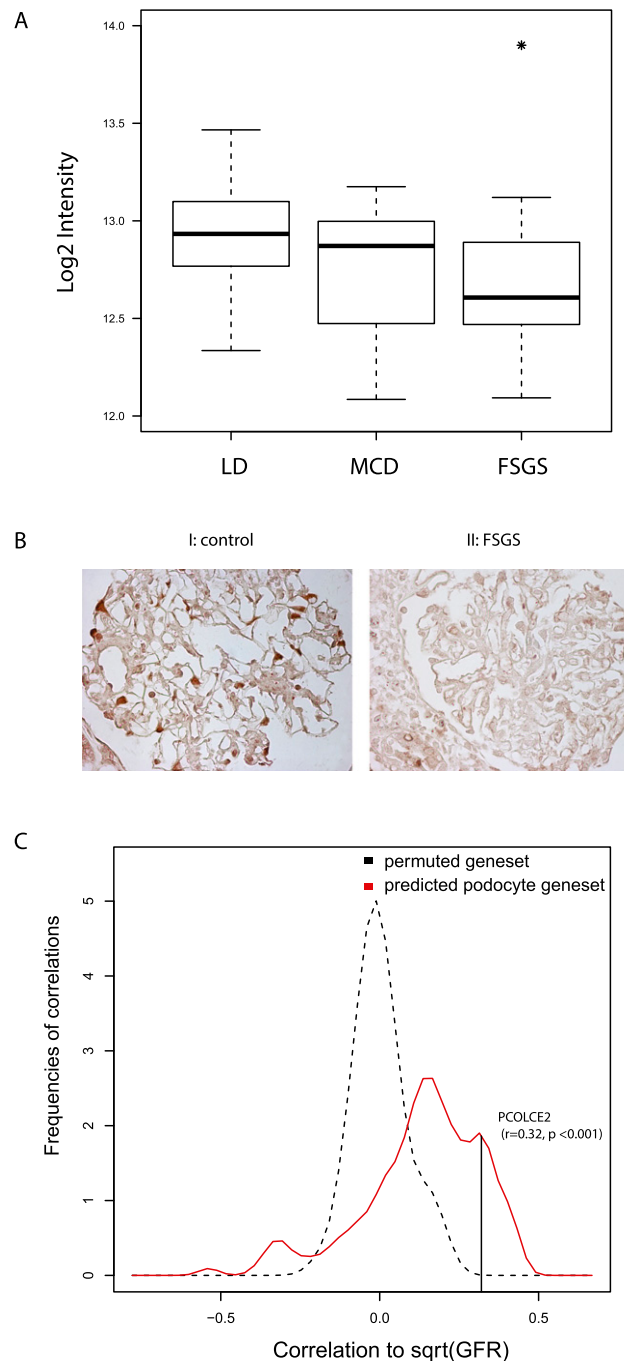 A
14.0
13.5
13.0
12.5
12.0
Log2 Intensity
LD MCD FSGS
B
I: control II: FSGS
C
permuted geneset
predicted podocyte geneset
5
4
3
2
1
0
Frequencies of correlations
PCOLCE2
(r=0.32, p <0.001)
−0.5 0.0 0.5
Correlation to sqrt(GFR)